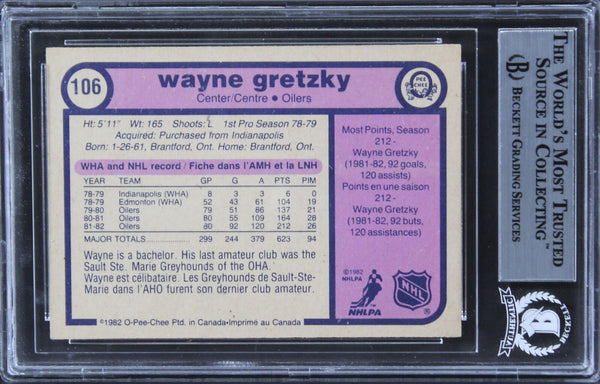 106
wayne gretzky
Center/Centre • Oilers
O PEE CHEE
Ht: 5'11" Wt: 165 Shoots: L 1st Pro Season 78-79
Acquired: Purchased from Indianapolis
Born: 1-26-61, Brantford, Ont. Home: Brantford, Ont.
WHA and NHL record / Fiche dans l'AMH et la LNH
YEAR TEAM GP G A PTS PIM
78-79 Indianapolis (WHA) 8 3 3 6 0
78-79 Edmonton (WHA) 72 43 61 104 19
79-80 Oilers 79 51 86 137 21
80-81 Oilers 80 55 109 164 28
81-82 Oilers 80 92 120 212 26
MAJOR TOTALS 299 244 379 623 94
Wayne is a bachelor. His last amateur club was the
Sault Ste. Marie Greyhounds of the OHA.
Wayne est célibataire. Les Greyhounds de Sault-Ste-
Marie dans l'AHO furent son dernier club amateur.
Most Points, Season
212 -
Wayne Gretzky
(1981-82, 92 goals,
120 assists)
Points en une saison
212 -
Wayne Gretzky
(1981-82, 92 buts,
120 assistances)
©1982
NHLPA
NHLPA
NHL
®
©1982 O-Pee-Chee Ptd. in Canada-Imprimé au Canada
THE WORLD'S MOST TRUSTED
SOURCE IN COLLECTING™
B BECKETT GRADING SERVICES
BECKETT
B
AUTHENTIC